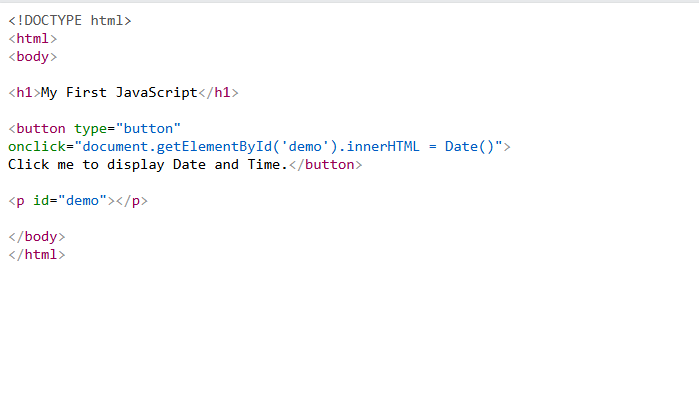 <!DOCTYPE html>
<html>
<body>
<h1>My First JavaScript</h1>
<button type="button"
onclick="document.getElementById('demo').innerHTML = Date()">
Click me to display Date and Time.</button>
<p id="demo"></p>
</body>
</html>